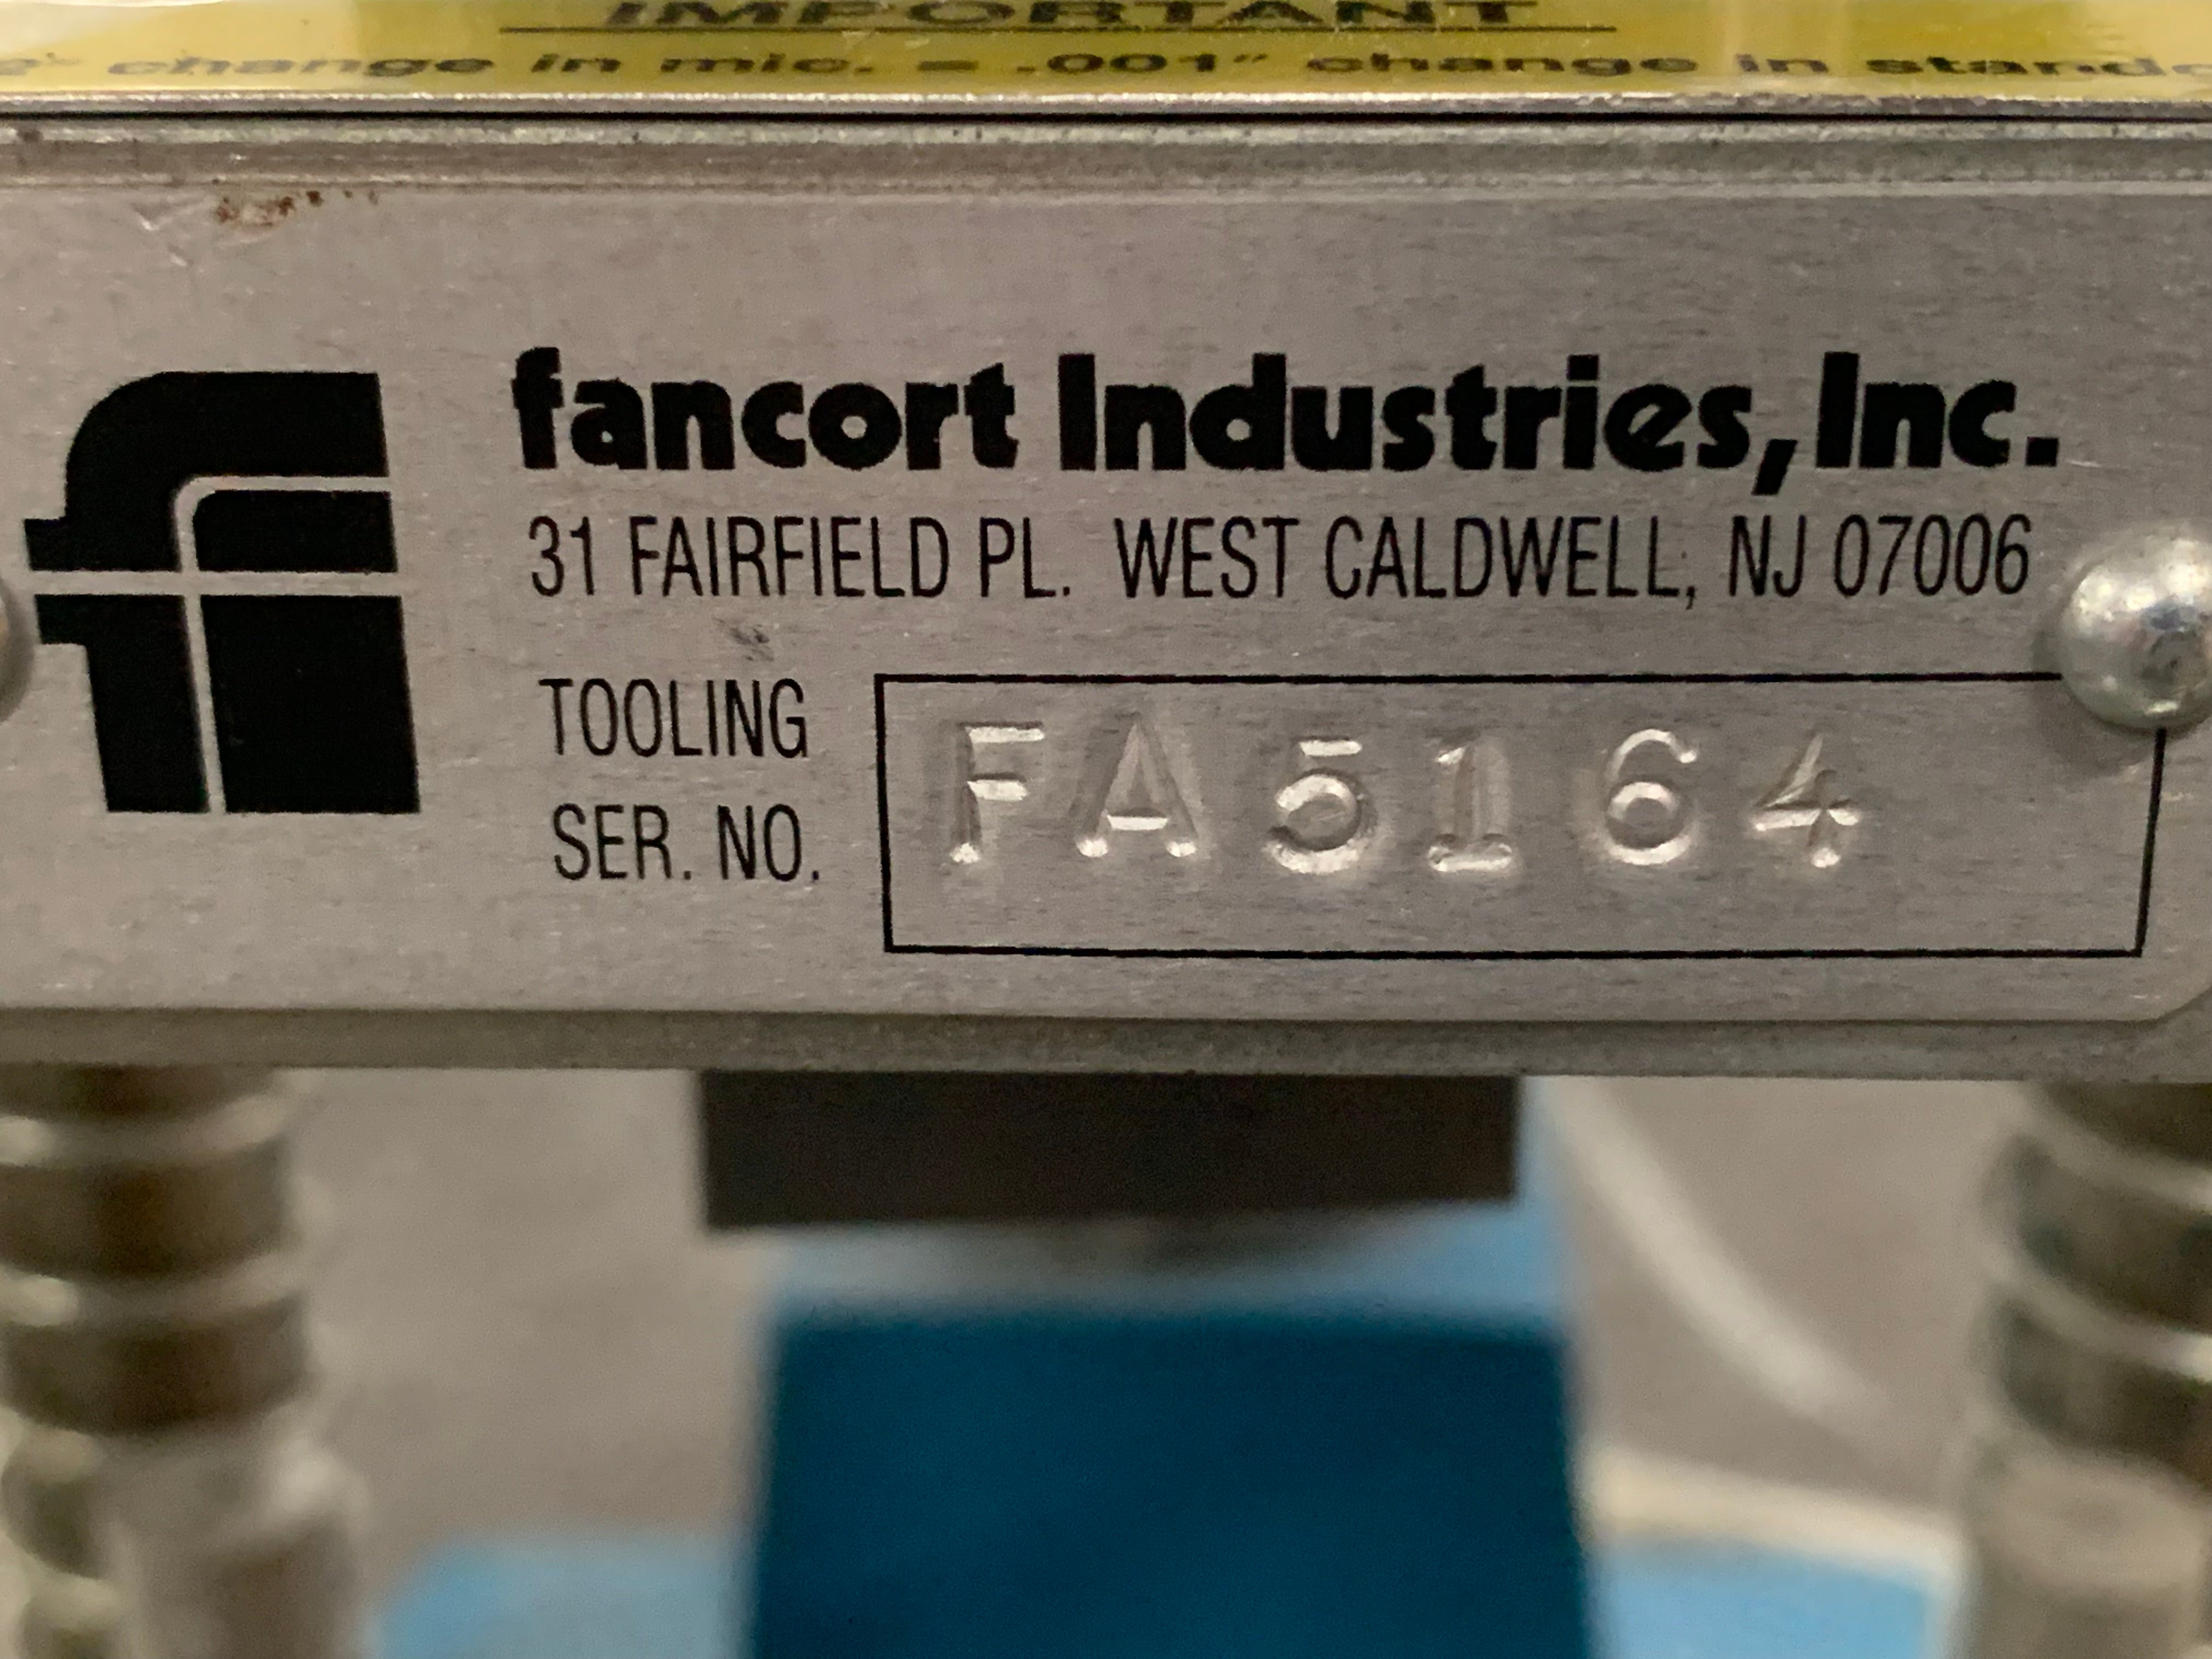 IMPORTANT
change in mic. = .001" change in
fi
fancort Industries, Inc.
31 FAIRFIELD PL. WEST CALDWELL, NJ 07006
TOOLING
SER. NO.
FA5164